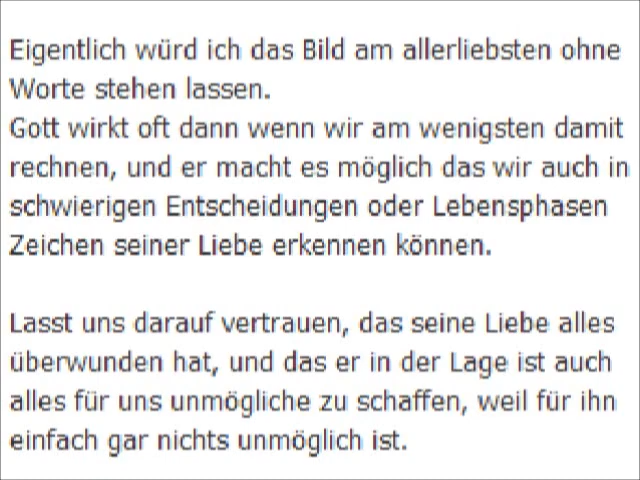 Eigentlich würd ich das Bild am allerliebsten ohne
Worte stehen lassen.
Gott wirkt oft dann wenn wir am wenigsten damit
rechnen, und er macht es möglich das wir auch in
schwierigen Entscheidungen oder Lebensphasen
Zeichen seiner Liebe erkennen können.
Lasst uns darauf vertrauen, das seine Liebe alles
überwunden hat, und das er in der Lage ist auch
alles für uns unmögliche zu schaffen, weil für ihn
einfach gar nichts unmöglich ist.